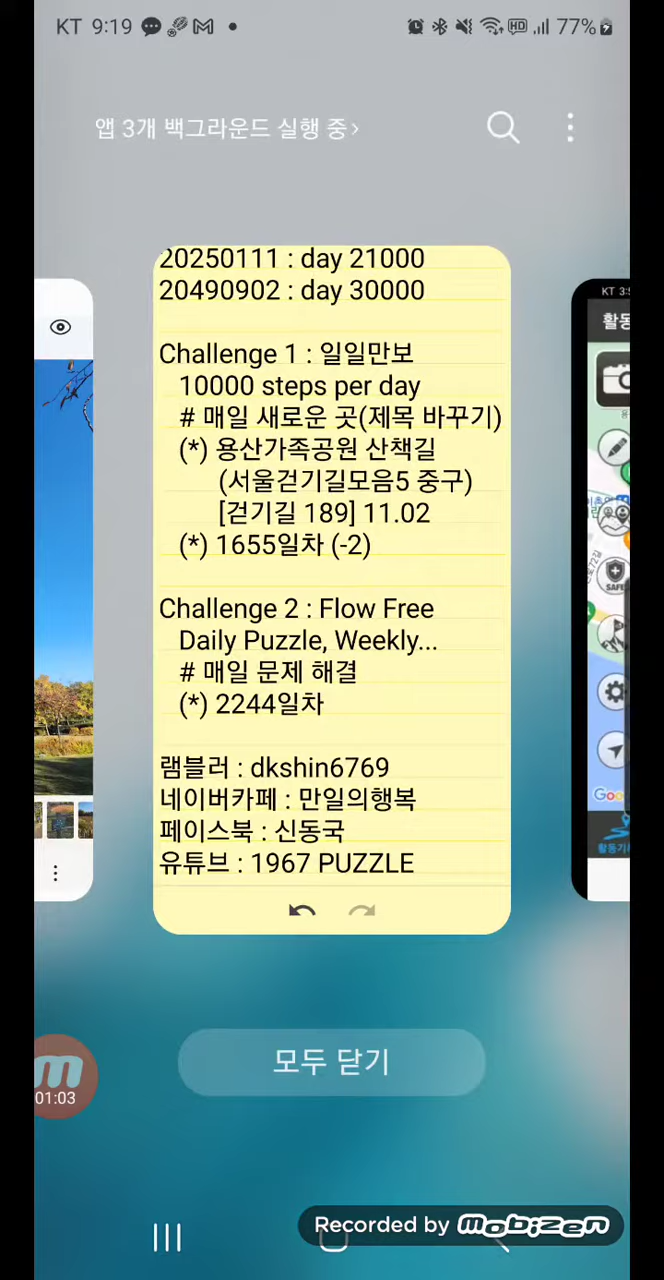 KT 9:19
HD 77%
앱 3개 백그라운드 실행 중
20250111 : day 21000
20490902 : day 30000
Challenge 1 : 일일만보
10000 steps per day
# 매일 새로운 곳(제목 바꾸기)
(*) 용산가족공원 산책길
(서울걷기길모음5 중구)
[걷기길 189] 11.02
(*) 1655일차 (-2)
Challenge 2 : Flow Free
Daily Puzzle, Weekly...
# 매일 문제 해결
(*) 2244일차
램블러 : dkshin6769
네이버카페 : 만일의행복
페이스북 : 신동국
유튜브 : 1967 PUZZLE
KT
활동
SAFE
모두 닫기
m
01:03
Recorded by mobizen